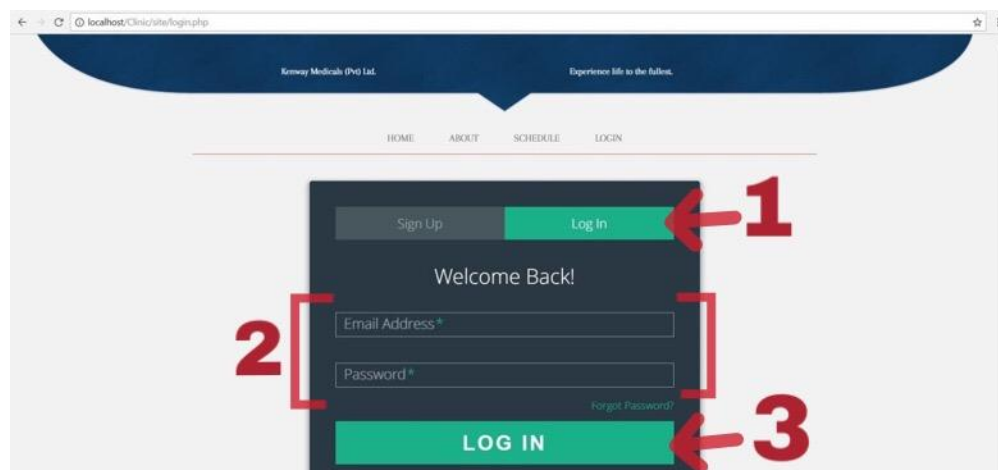 localhost/Clinic/site/login.php
Kenway Medicals (Pvt) Ltd. Experience life to the fullest.
HOME ABOUT SCHEDULE LOGIN
Sign Up Log In
1
Welcome Back!
2
Email Address*
Password*
Forgot Password?
LOG IN
3